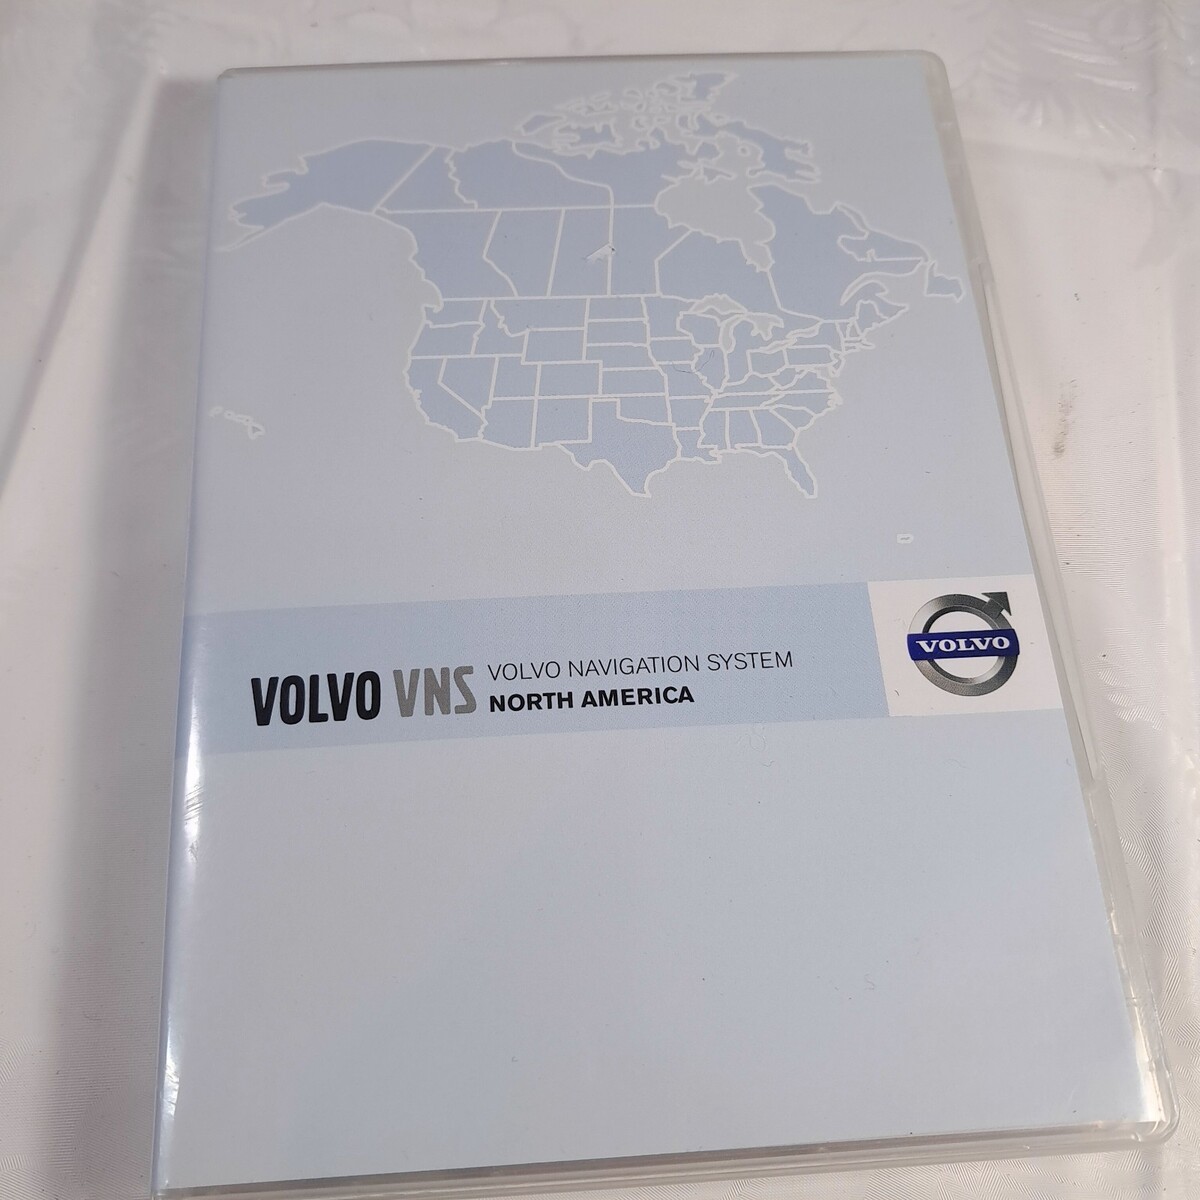 VOLVO VNS VOLVO NAVIGATION SYSTEM
NORTH AMERICA
VOLVO